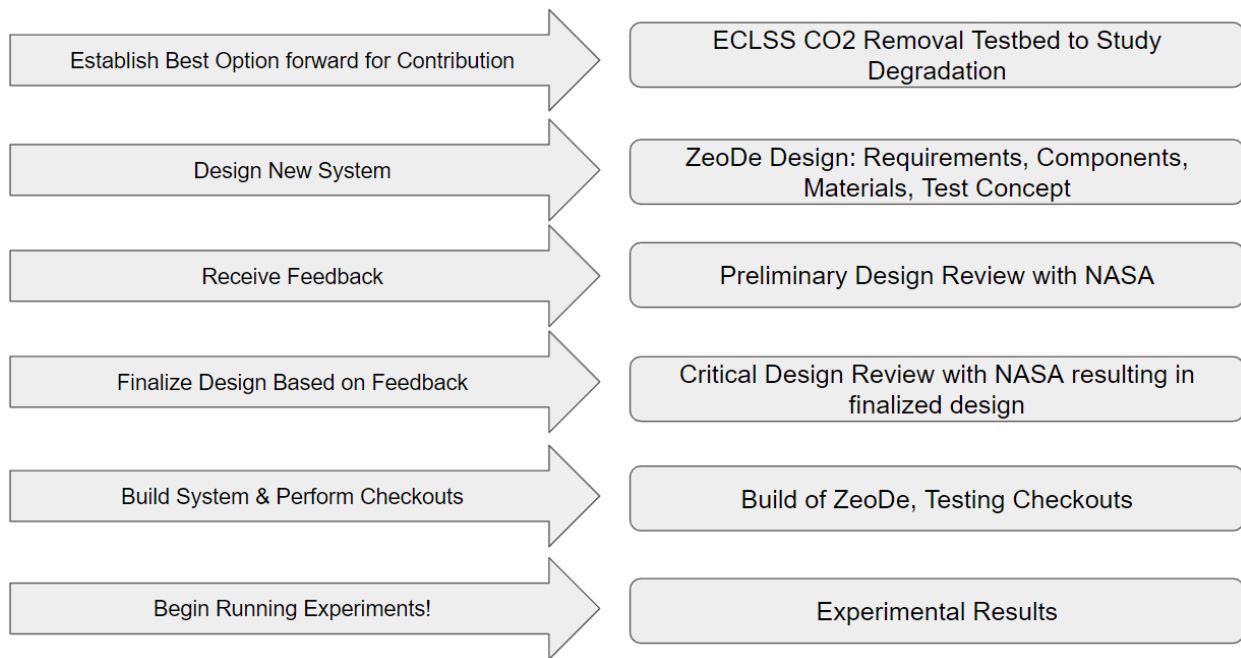 Establish Best Option forward for Contribution
ECLSS CO2 Removal Testbed to Study
Degradation
Design New System
ZeoDe Design: Requirements, Components,
Materials, Test Concept
Receive Feedback
Preliminary Design Review with NASA
Finalize Design Based on Feedback
Critical Design Review with NASA resulting in
finalized design
Build System & Perform Checkouts
Build of ZeoDe, Testing Checkouts
Begin Running Experiments!
Experimental Results